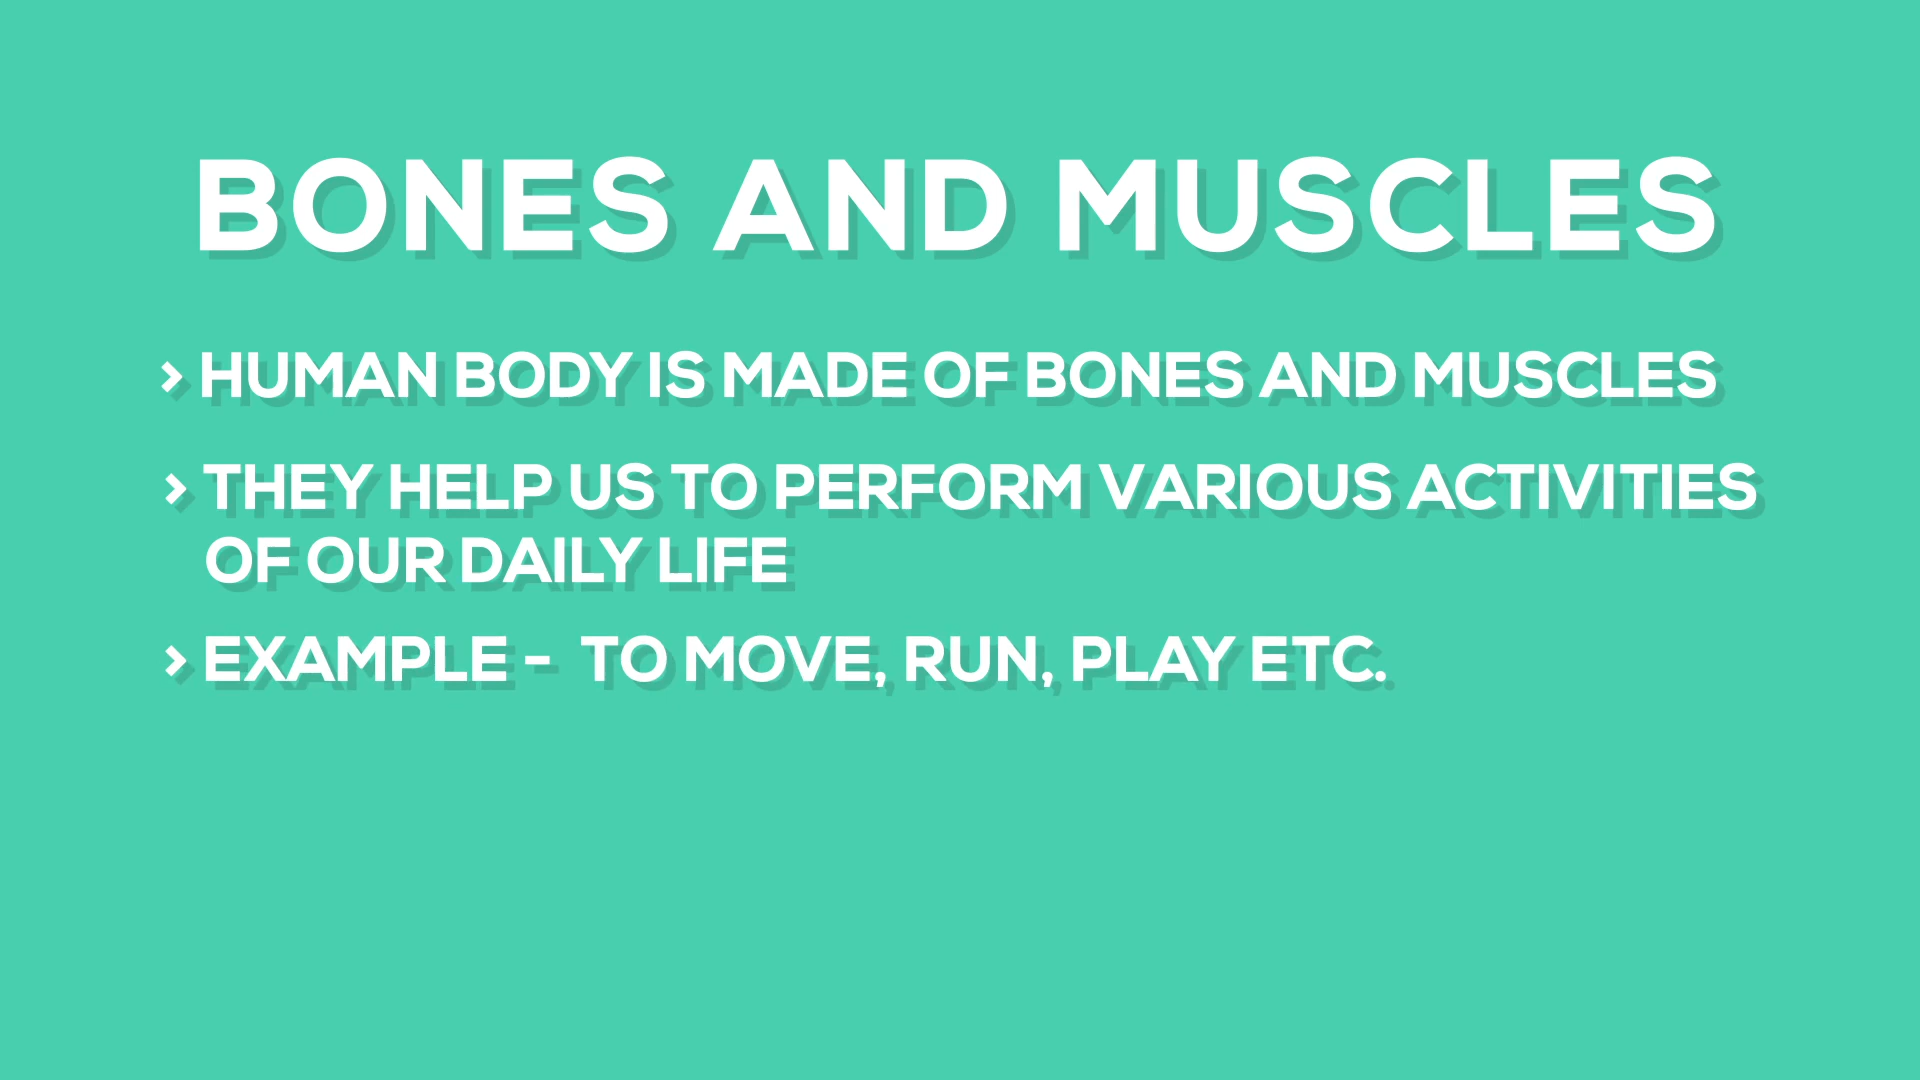 BONES AND MUSCLES
> HUMAN BODY IS MADE OF BONES AND MUSCLES
> THEY HELP US TO PERFORM VARIOUS ACTIVITIES
OF OUR DAILY LIFE
> EXAMPLE - TO MOVE, RUN, PLAY ETC.